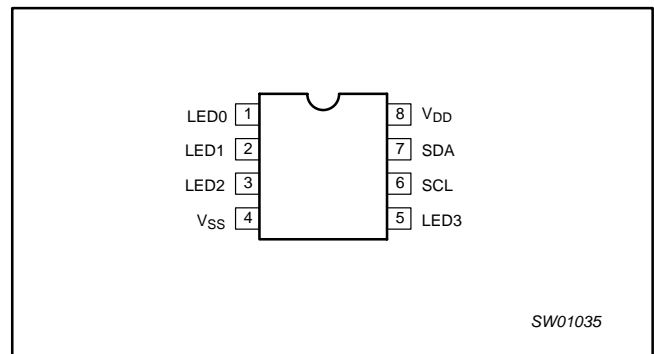 LED0 1 8 VDD
LED1 2 7 SDA
LED2 3 6 SCL
VSS 4 5 LED3
SW01035